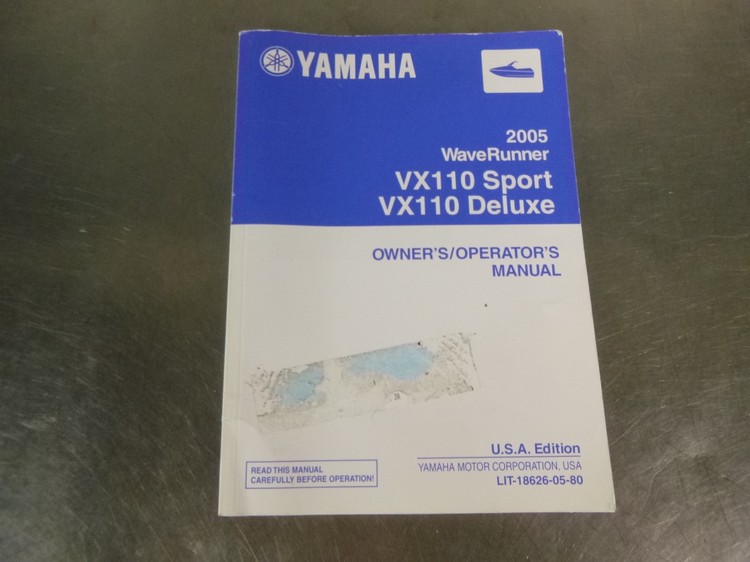 YAMAHA
2005
WaveRunner
VX110 Sport
VX110 Deluxe
OWNER'S/OPERATOR'S
MANUAL
U.S.A. Edition
YAMAHA MOTOR CORPORATION, USA
LIT-18626-05-80
READ THIS MANUAL
CAREFULLY BEFORE OPERATION!